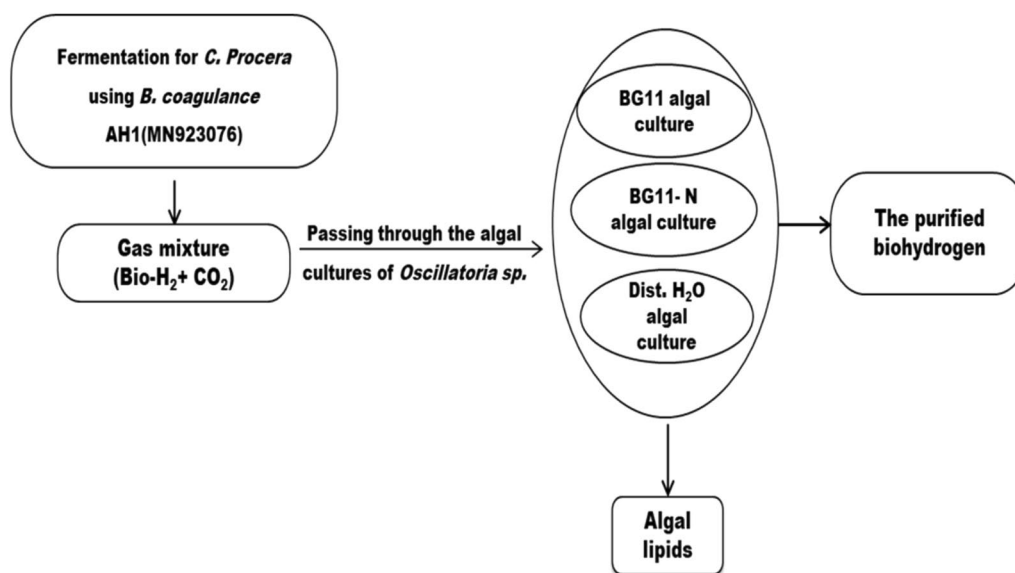 Fermentation for C. Procera
using B. coagulance
AH1(MN923076)
Gas mixture
(Bio-H₂+ CO₂)
Passing through the algal
cultures of Oscillatoria sp.
BG11 algal
culture
BG11- N
algal culture
Dist. H₂O
algal
culture
The purified
biohydrogen
Algal
lipids